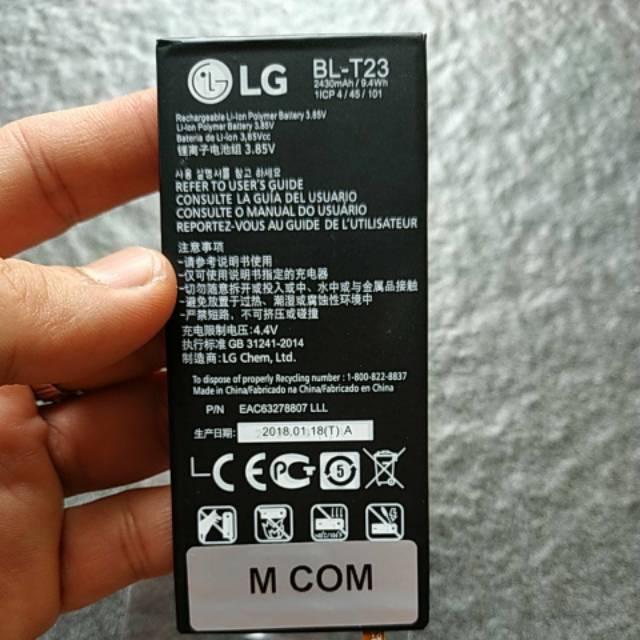 LG
BL-T23
2430mAh / 9.4Wh
1ICP 4 / 45 / 101
Rechargeable Li-Ion Polymer Battery 3.85V
Li-Ion Polymer Battery 3,85V
Batería de Li-Ion 3,85Vcc
锂离子电池组 3.85V
사용 설명서를 참고 하세요
REFER TO USER'S GUIDE
CONSULTE LA GUÍA DEL USUARIO
CONSULTE O MANUAL DO USUÁRIO
REPORTEZ-VOUS AU GUIDE DE L'UTILISATEUR
注意事项
-请参考说明书使用
-仅可使用说明书指定的充电器
-切勿随意拆开或投入火中、水中或与金属品接触
-避免放置于过热、潮湿或腐蚀性环境中
-严禁短路、不可挤压或碰撞
充电限制电压:4.4V
执行标准 GB 31241-2014
制造商: LG Chem, Ltd.
To dispose of properly Recycling number : 1-800-822-8837
Made in China/Fabricado na China/Fabricado en China
P/N EAC63278807 LLL
生产日期: 2018.01.18(T) A
5
M COM